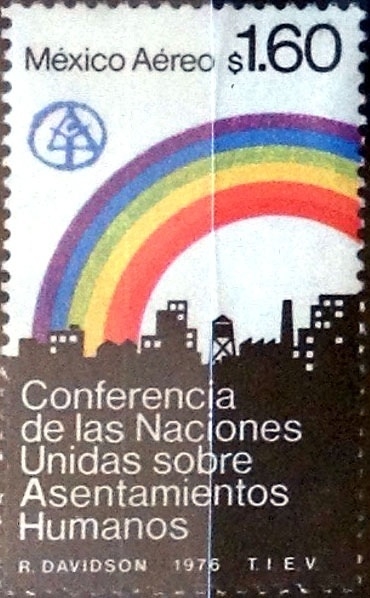 México Aéreo $1.60
Conferencia
de las Naciones
Unidas sobre
Asentamientos
Humanos
R. DAVIDSON 1976 T.I.E.V.